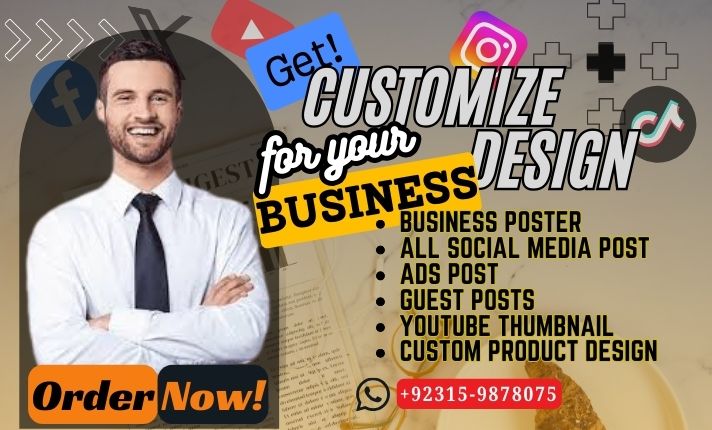 Get!
CUSTOMIZE
DESIGN
for your
BUSINESS
• BUSINESS POSTER
• ALL SOCIAL MEDIA POST
• ADS POST
• GUEST POSTS
• YOUTUBE THUMBNAIL
• CUSTOM PRODUCT DESIGN
Order Now!
+92315-9878075